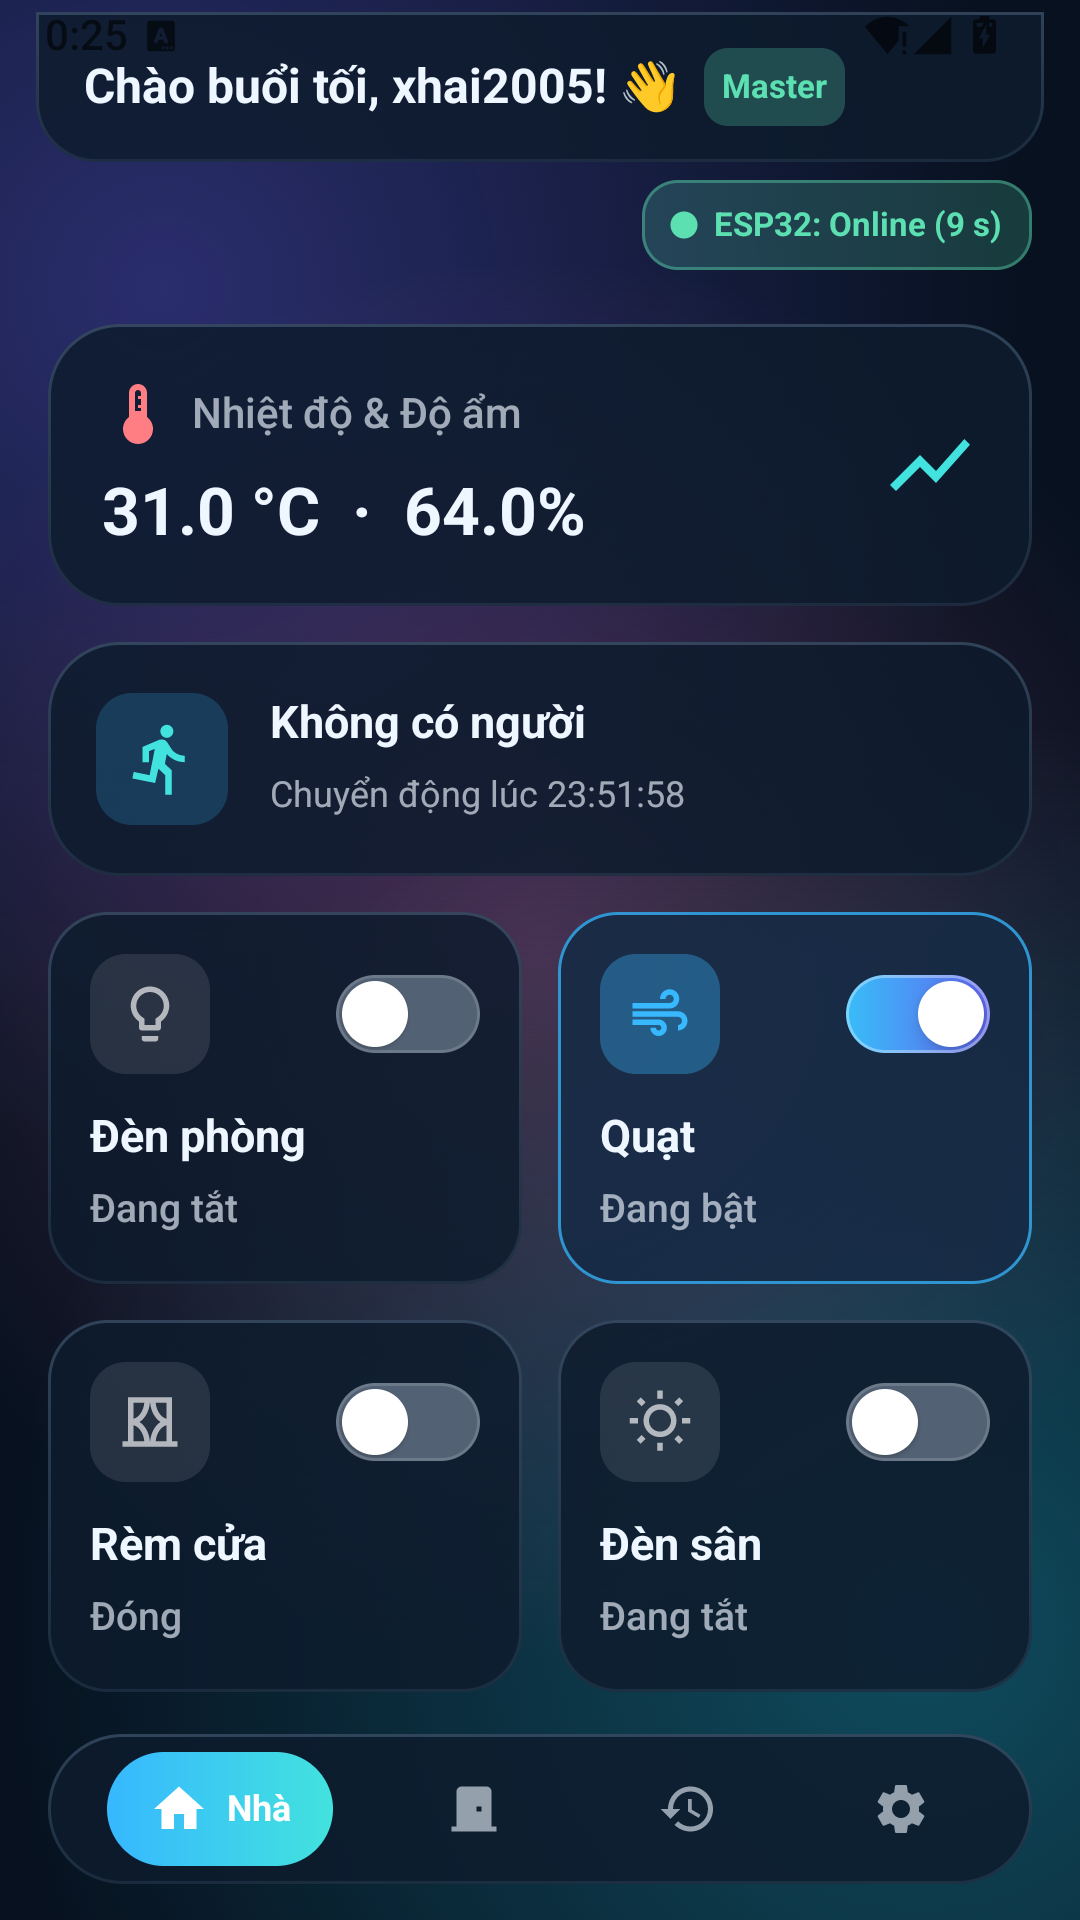 0:25
Chào buổi tối, xhai2005! 👋 Master
ESP32: Online (9 s)
Nhiệt độ & Độ ẩm
31.0 °C · 64.0%
Không có người
Chuyển động lúc 23:51:58
Đèn phòng
Đang tắt
Quạt
Đang bật
Rèm cửa
Đóng
Đèn sân
Đang tắt
Nhà